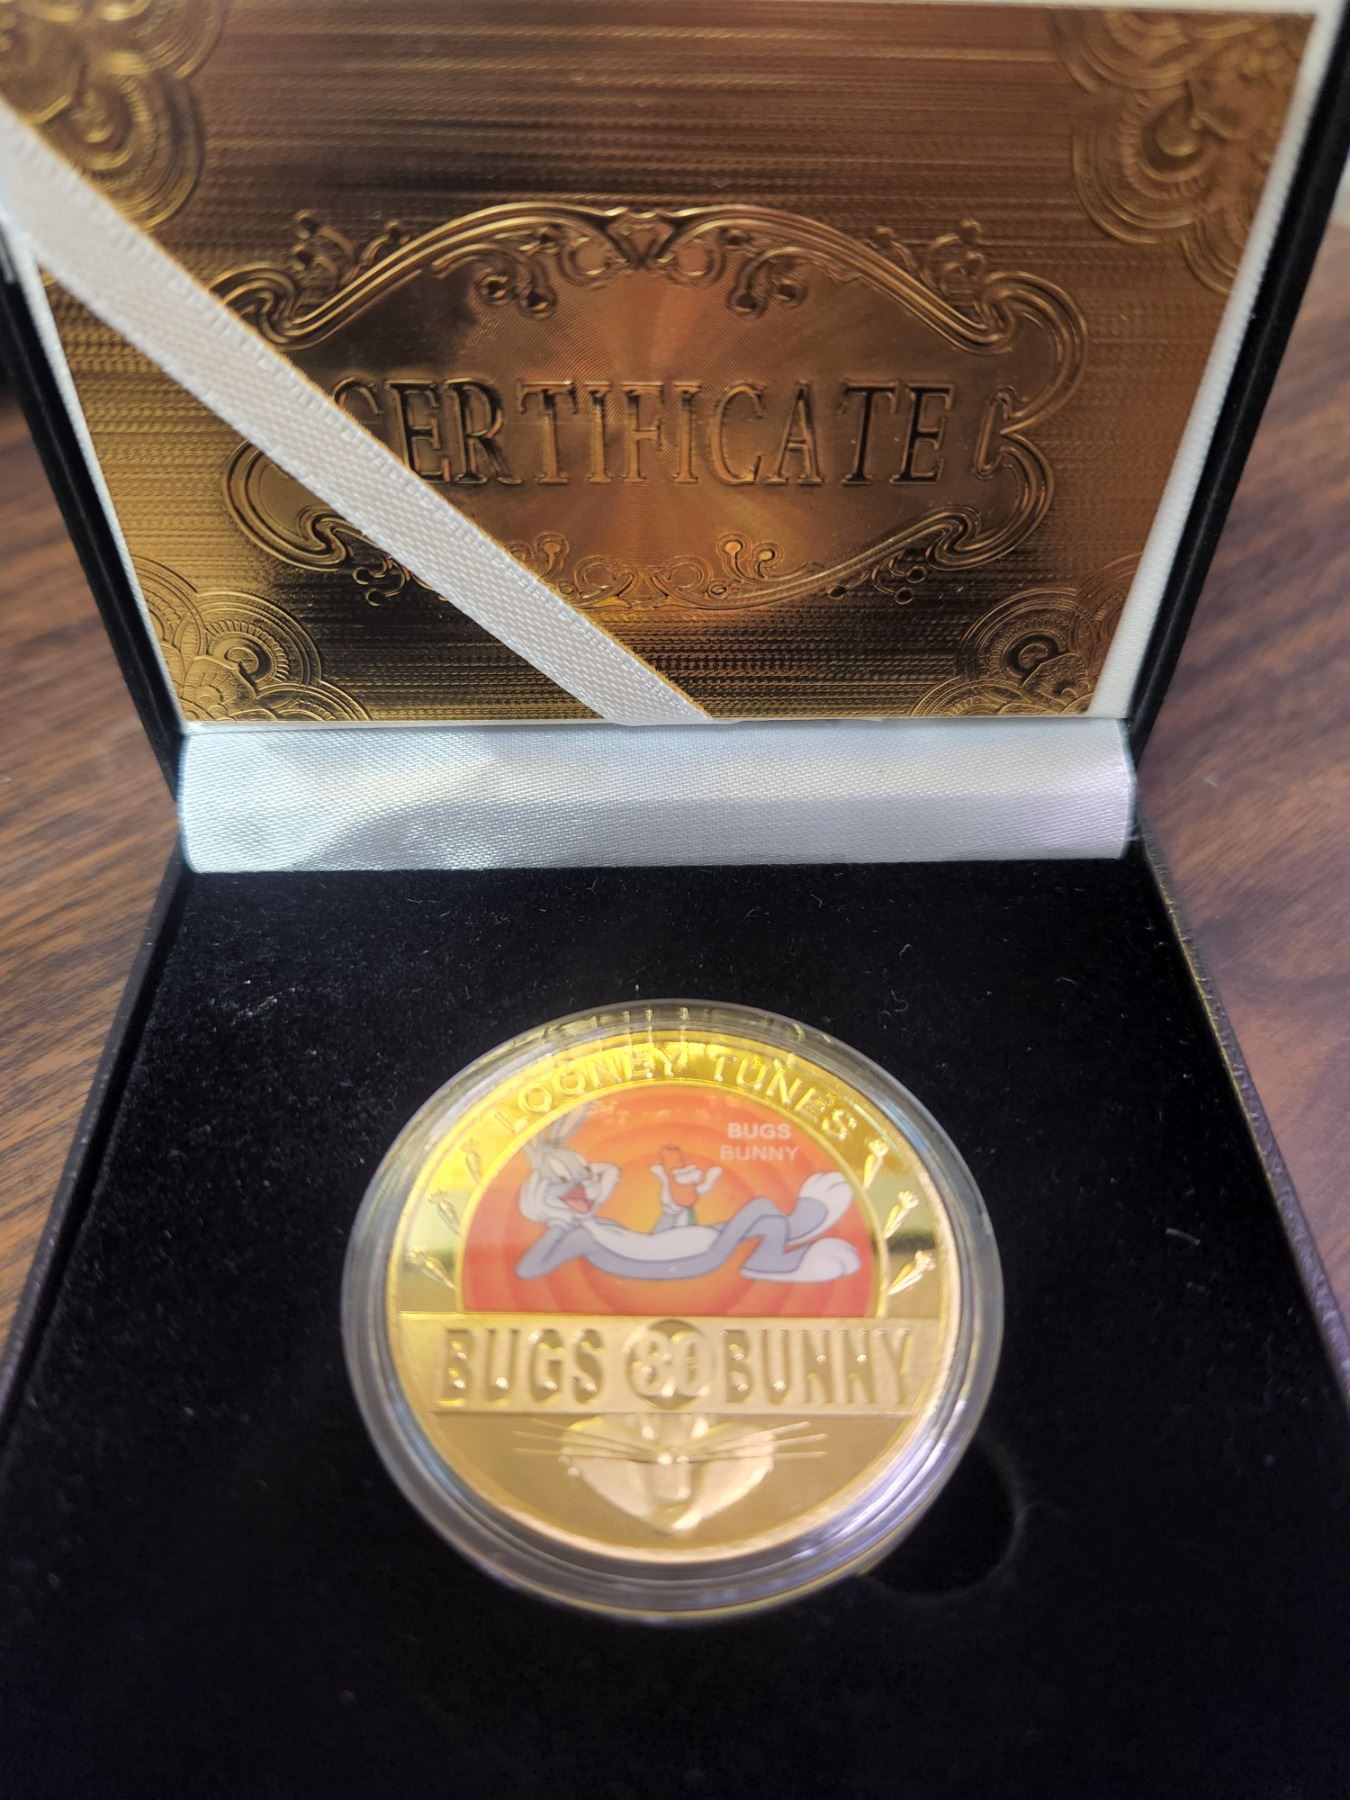 CERTIFICATE
LOONEY TUNES
BUGS
BUNNY
BUGS 80 BUNNY